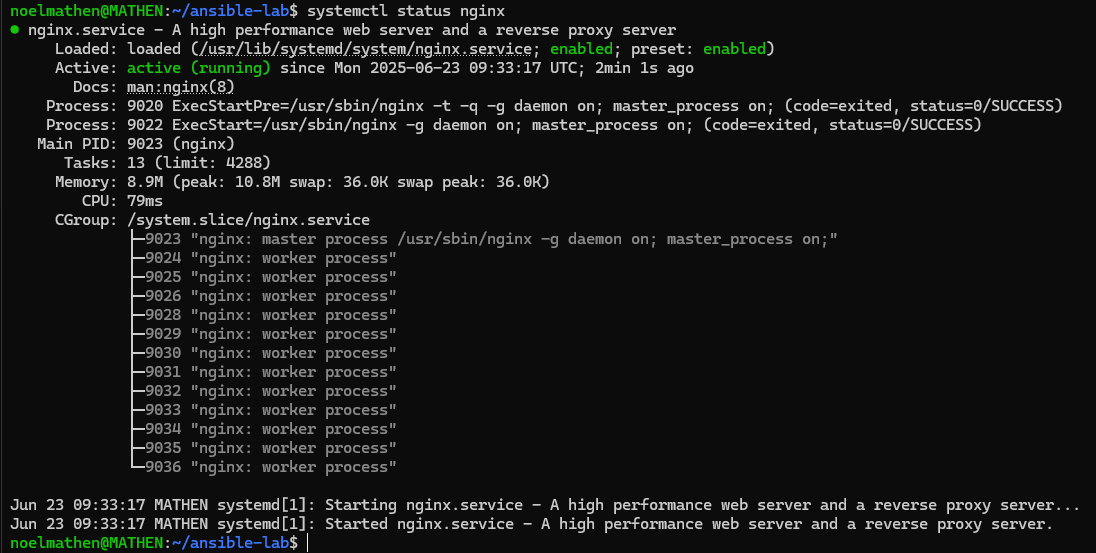 noelmathen@MATHEN:~/ansible-lab$ systemctl status nginx
● nginx.service - A high performance web server and a reverse proxy server
     Loaded: loaded (/usr/lib/systemd/system/nginx.service; enabled; preset: enabled)
     Active: active (running) since Mon 2025-06-23 09:33:17 UTC; 2min 1s ago
       Docs: man:nginx(8)
    Process: 9020 ExecStartPre=/usr/sbin/nginx -t -q -g daemon on; master_process on; (code=exited, status=0/SUCCESS)
    Process: 9022 ExecStart=/usr/sbin/nginx -g daemon on; master_process on; (code=exited, status=0/SUCCESS)
   Main PID: 9023 (nginx)
      Tasks: 13 (limit: 4288)
     Memory: 8.9M (peak: 10.8M swap: 36.0K swap peak: 36.0K)
        CPU: 79ms
     CGroup: /system.slice/nginx.service
             ├─9023 "nginx: master process /usr/sbin/nginx -g daemon on; master_process on;"
             ├─9024 "nginx: worker process"
             ├─9025 "nginx: worker process"
             ├─9026 "nginx: worker process"
             ├─9028 "nginx: worker process"
             ├─9029 "nginx: worker process"
             ├─9030 "nginx: worker process"
             ├─9031 "nginx: worker process"
             ├─9032 "nginx: worker process"
             ├─9033 "nginx: worker process"
             ├─9034 "nginx: worker process"
             ├─9035 "nginx: worker process"
             └─9036 "nginx: worker process"

Jun 23 09:33:17 MATHEN systemd[1]: Starting nginx.service - A high performance web server and a reverse proxy server...
Jun 23 09:33:17 MATHEN systemd[1]: Started nginx.service - A high performance web server and a reverse proxy server.
noelmathen@MATHEN:~/ansible-lab$